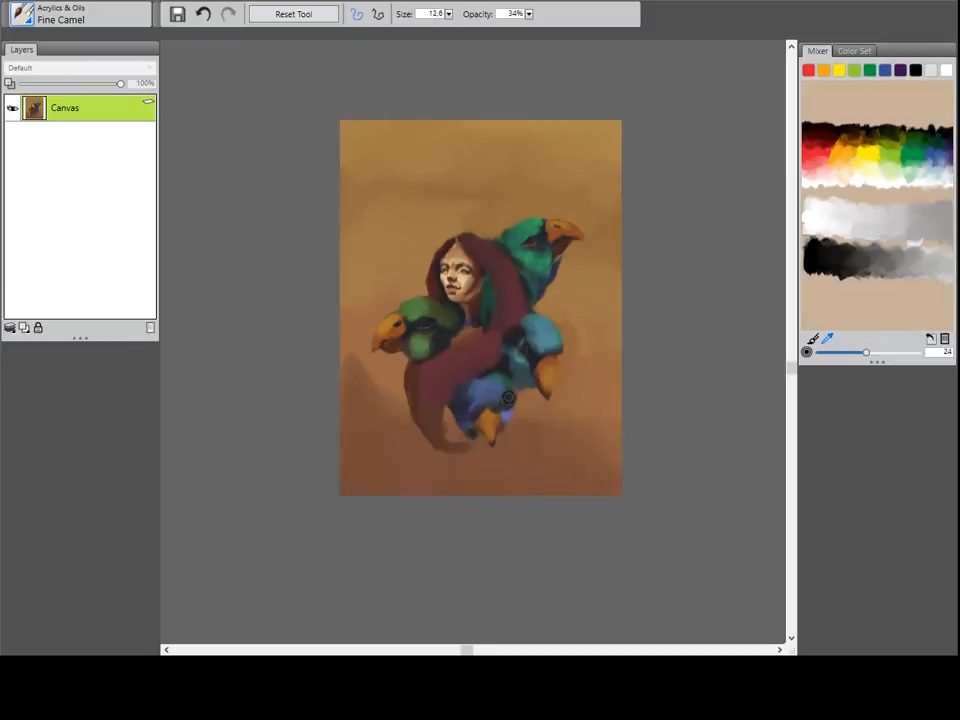 Acrylics & Oils
Fine Camel
Reset Tool
Size: 12.6
Opacity: 34%
Layers
Default
100%
Canvas
Mixer
Color Set
24